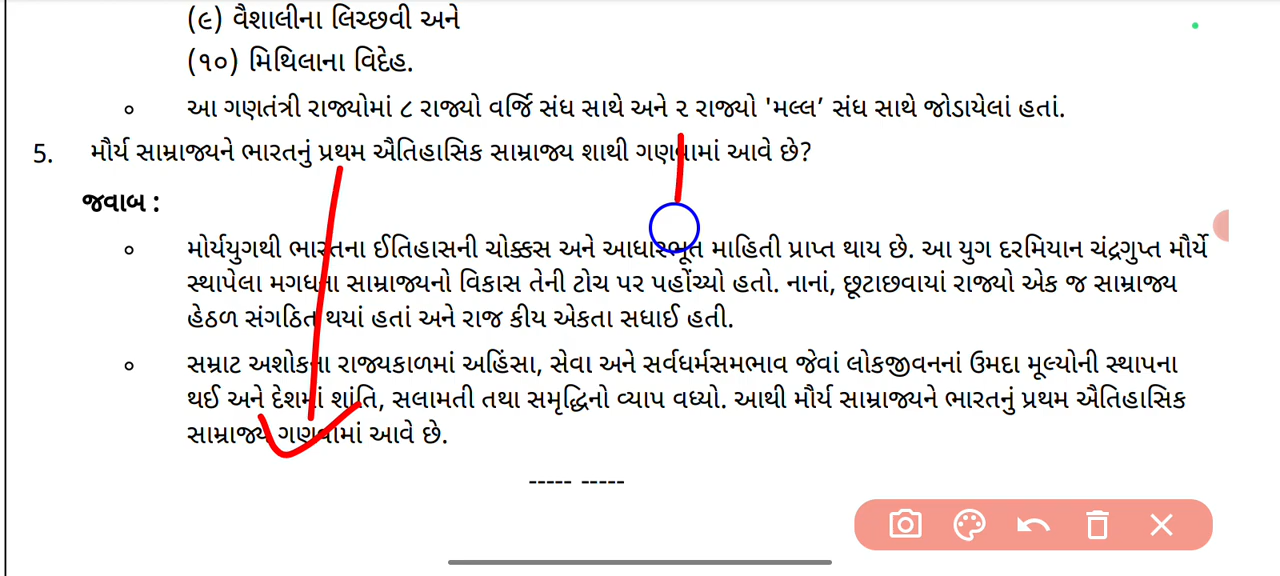 (૯) વૈશાલીના લિચ્છવી અને
(૧૦) મિથિલાના વિદેહ.
આ ગણતંત્રી રાજ્યોમાં ૮ રાજ્યો વર્જિ સંઘ સાથે અને ૨ રાજ્યો 'મલ્લ’ સંઘ સાથે જોડાયેલાં હતાં.
5. મૌર્ય સામ્રાજ્યને ભારતનું પ્રથમ ઐતિહાસિક સામ્રાજ્ય શાથી ગણવામાં આવે છે?
જવાબ :
મોર્યયુગથી ભારતના ઈતિહાસની ચોક્કસ અને આધારભૂત માહિતી પ્રાપ્ત થાય છે. આ યુગ દરમિયાન ચંદ્રગુપ્ત મૌર્યે
સ્થાપેલા મગધના સામ્રાજ્યનો વિકાસ તેની ટોચ પર પહોંચ્યો હતો. નાનાં, છૂટાછવાયાં રાજ્યો એક જ સામ્રાજ્ય
હેઠળ સંગઠિત થયાં હતાં અને રાજ કીય એકતા સધાઈ હતી.
સમ્રાટ અશોકના રાજ્યકાળમાં અહિંસા, સેવા અને સર્વધર્મસમભાવ જેવાં લોકજીવનનાં ઉમદા મૂલ્યોની સ્થાપના
થઈ અને દેશમાં શાંતિ, સલામતી તથા સમૃદ્ધિનો વ્યાપ વધ્યો. આથી મૌર્ય સામ્રાજ્યને ભારતનું પ્રથમ ઐતિહાસિક
સામ્રાજ્ય ગણવામાં આવે છે.
----- -----